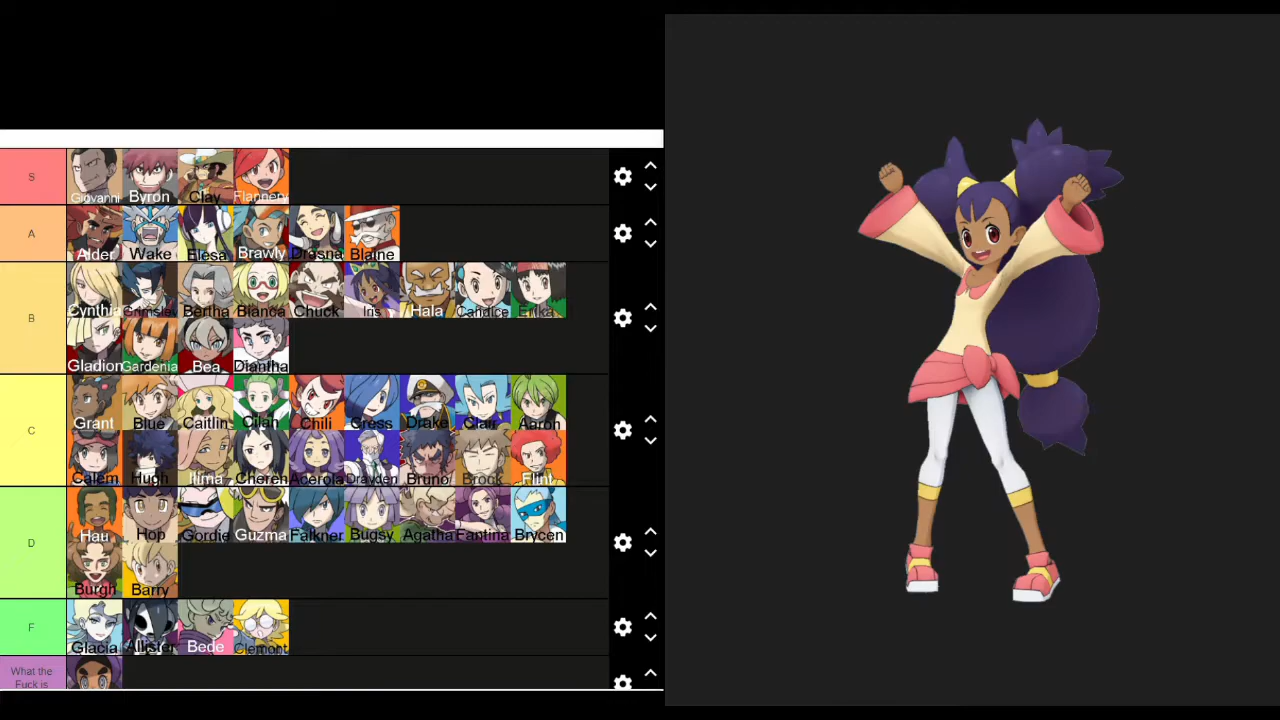 S
Giovanni Byron Clay Flannery
A
Alder Wake Elesa Brawly Drasna Blaine
B
Cynthia Grimsley Bertha Bianca Chuck Iris Hala Candice Erika
Gladion Gardenia Bea Diantha
C
Grant Blue Caitlin Cilan Chili Cress Drake Clair Aaron
Calem Hugh Ilima Cheren Acerola Drayden Bruno Brock Flint
D
Hau Hop Gordie Guzma Falkner Bugsy Agatha Fantina Brycen
Burgh Barry
F
Glacia Allister Bede Clemont
What the
Fuck is